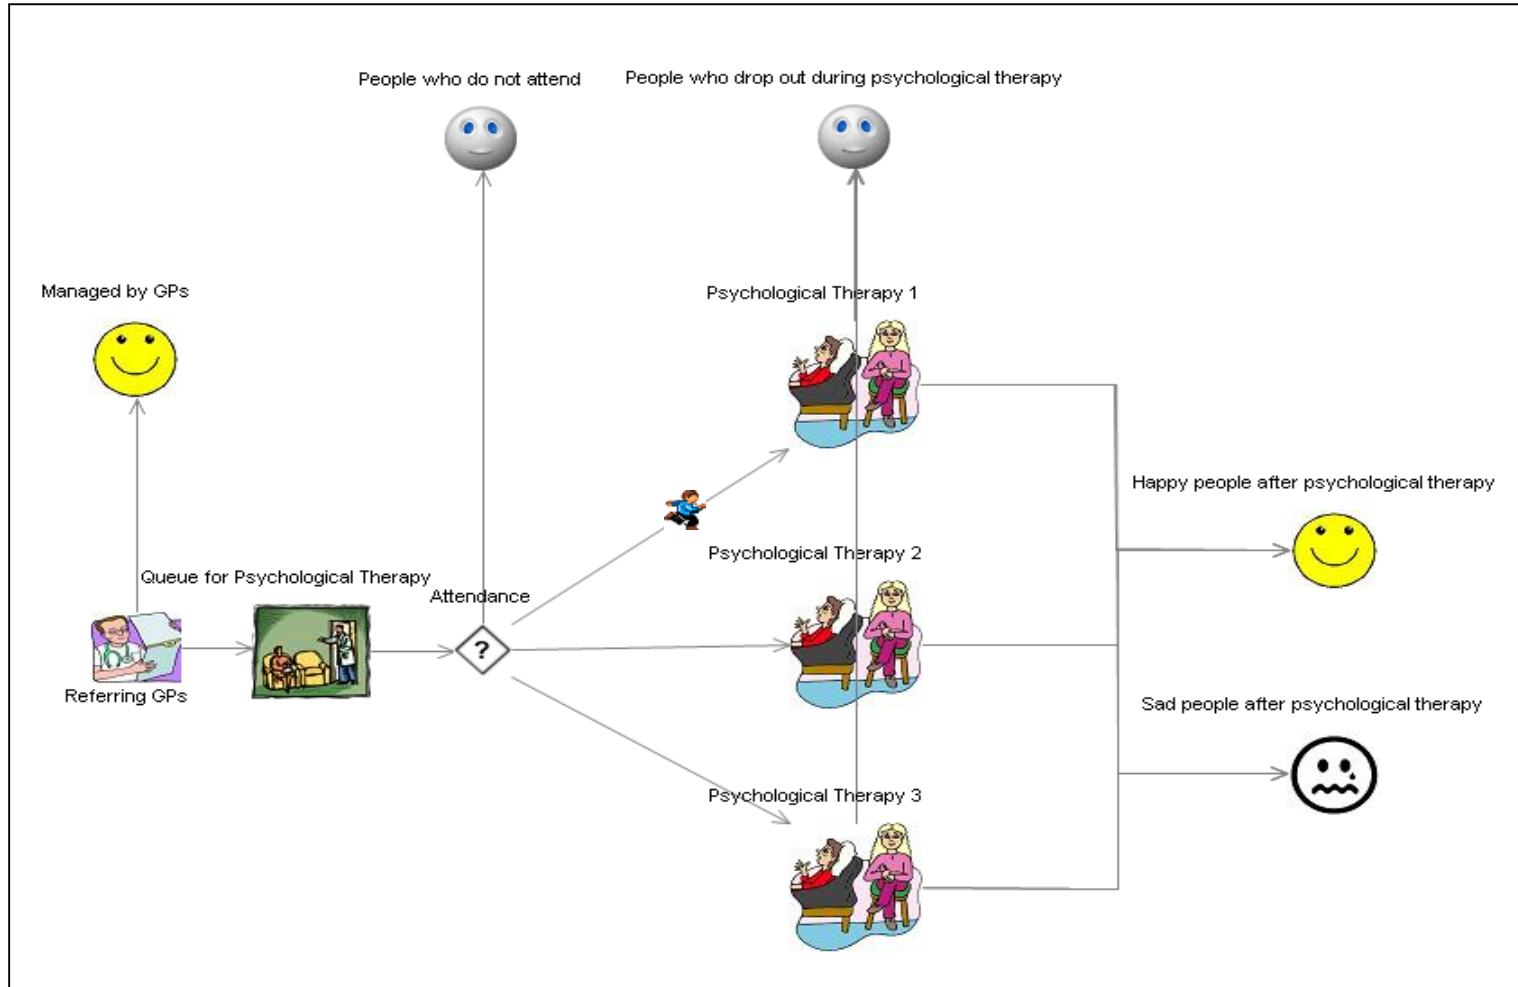 People who do not attend
People who drop out during psychological therapy
Managed by GPs
Psychological Therapy 1
Happy people after psychological therapy
Psychological Therapy 2
Queue for Psychological Therapy
Attendance
?
Referring GPs
Sad people after psychological therapy
Psychological Therapy 3